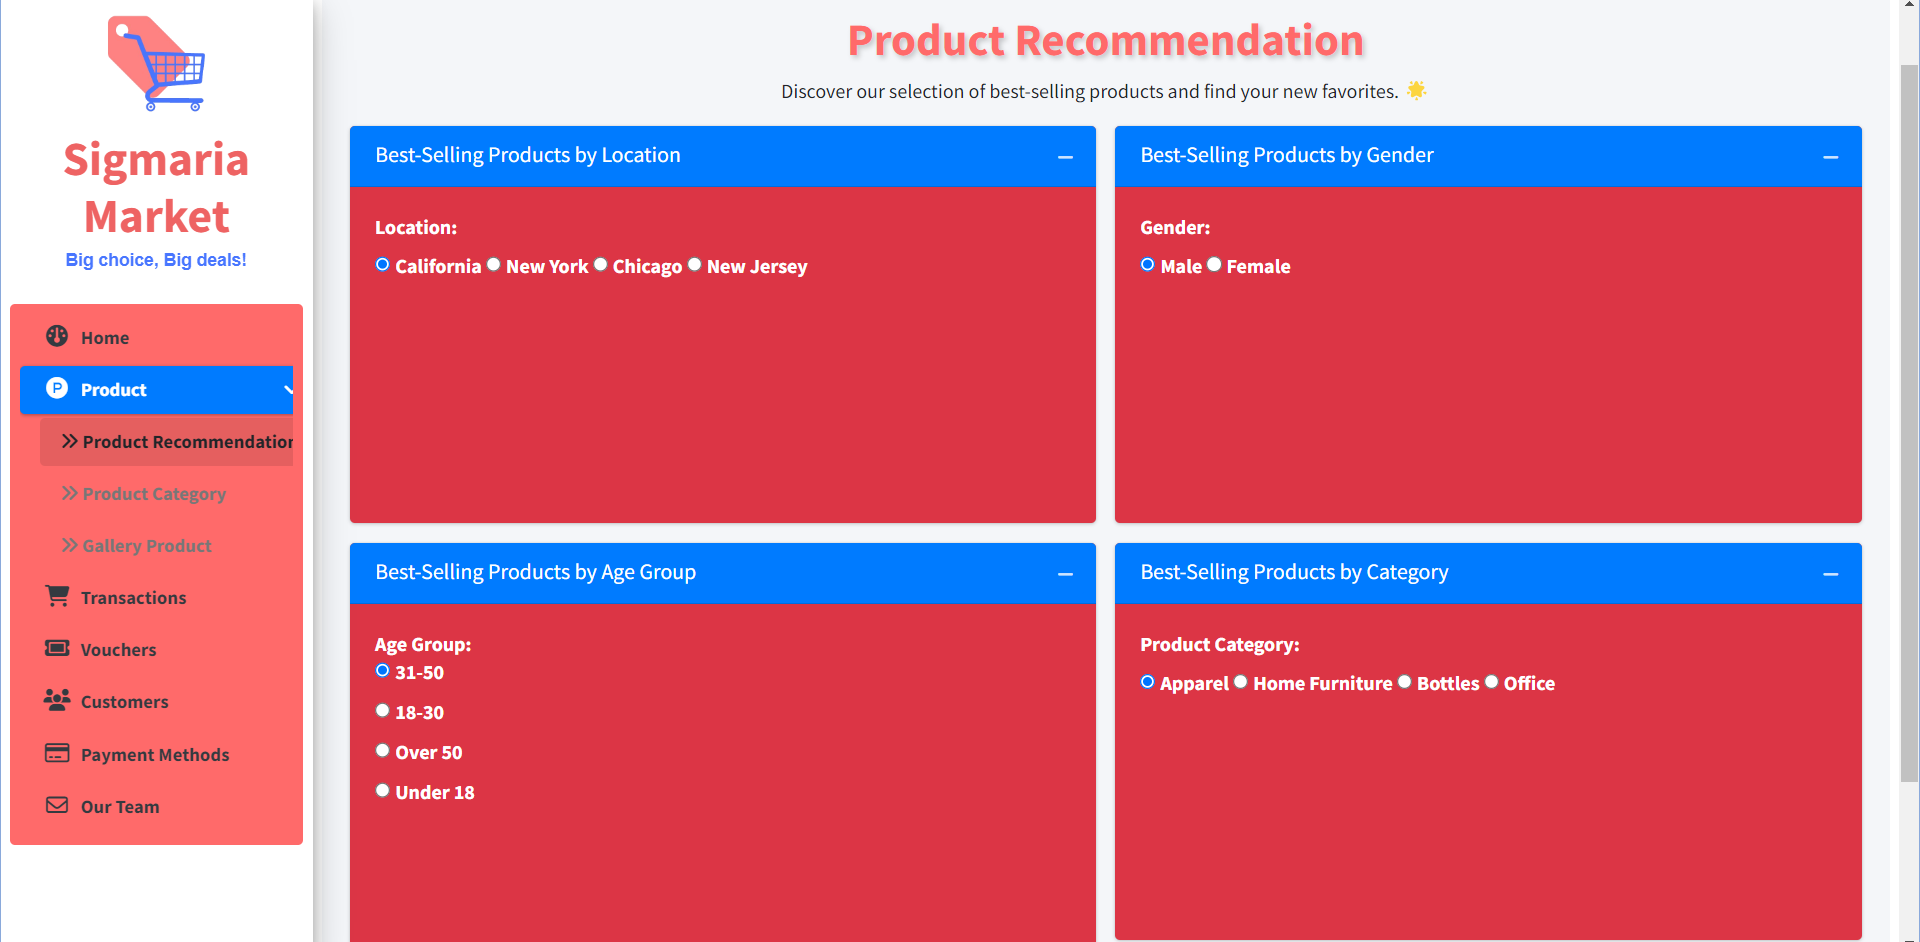 Sigmaria
Market
Big choice, Big deals!
Home
P Product
Product Recommendation
Product Category
Gallery Product
Transactions
Vouchers
Customers
Payment Methods
Our Team
Product Recommendation
Discover our selection of best-selling products and find your new favorites. 🌟
Best-Selling Products by Location
Location:
California New York Chicago New Jersey
Best-Selling Products by Gender
Gender:
Male Female
Best-Selling Products by Age Group
Age Group:
31-50
18-30
Over 50
Under 18
Best-Selling Products by Category
Product Category:
Apparel Home Furniture Bottles Office